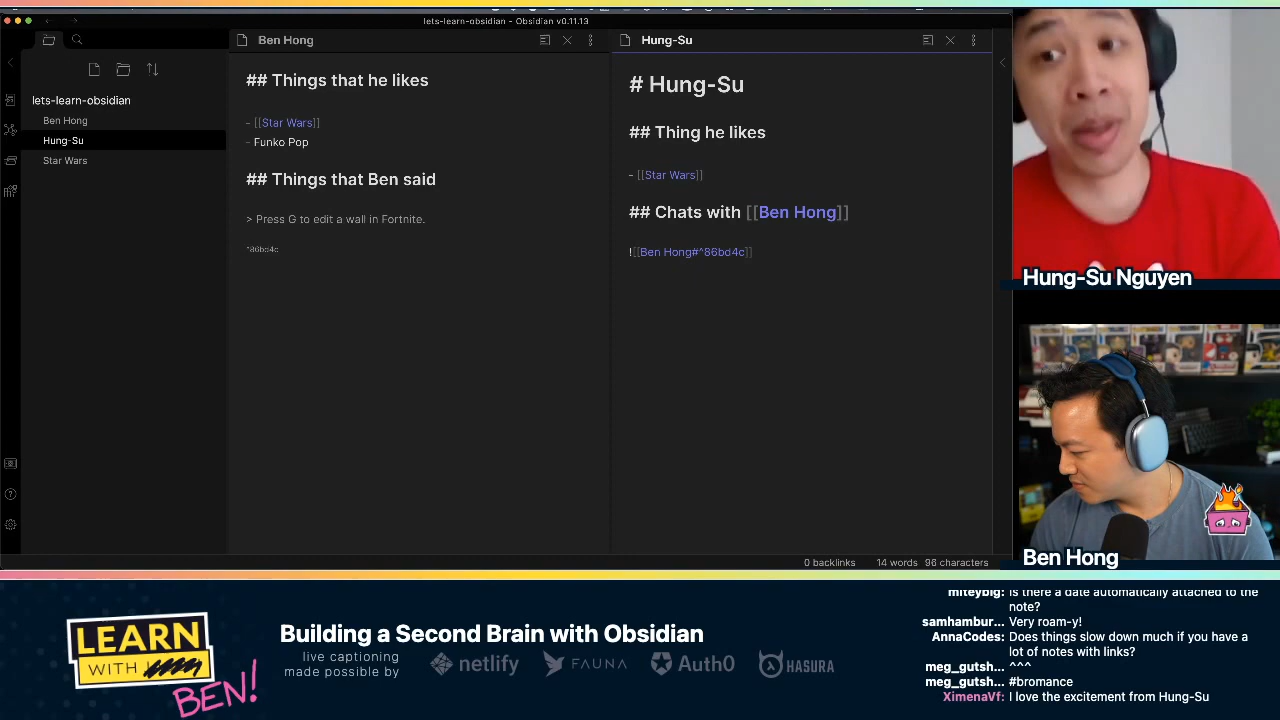 lets-learn-obsidian - Obsidian v0.11.13
Ben Hong
Hung-Su
lets-learn-obsidian
Ben Hong
Hung-Su
Star Wars
## Things that he likes
- [[Star Wars]]
- Funko Pop
## Things that Ben said
> Press G to edit a wall in Fortnite.
^86bd4c
# Hung-Su
## Thing he likes
- [[Star Wars]]
## Chats with [[Ben Hong]]
![[Ben Hong#^86bd4c]]
0 backlinks 14 words 96 characters
Hung-Su Nguyen
Ben Hong
LEARN
WITH
BEN!
Building a Second Brain with Obsidian
live captioning
made possible by
netlify
FAUNA
Auth0
HASURA
miteybig: Is there a date automatically attached to the
note?
samhambur... Very roam-y!
AnnaCodes: Does things slow down much if you have a
lot of notes with links?
meg_gutsh... ^^^
meg_gutsh... #bromance
XimenaVf: I love the excitement from Hung-Su